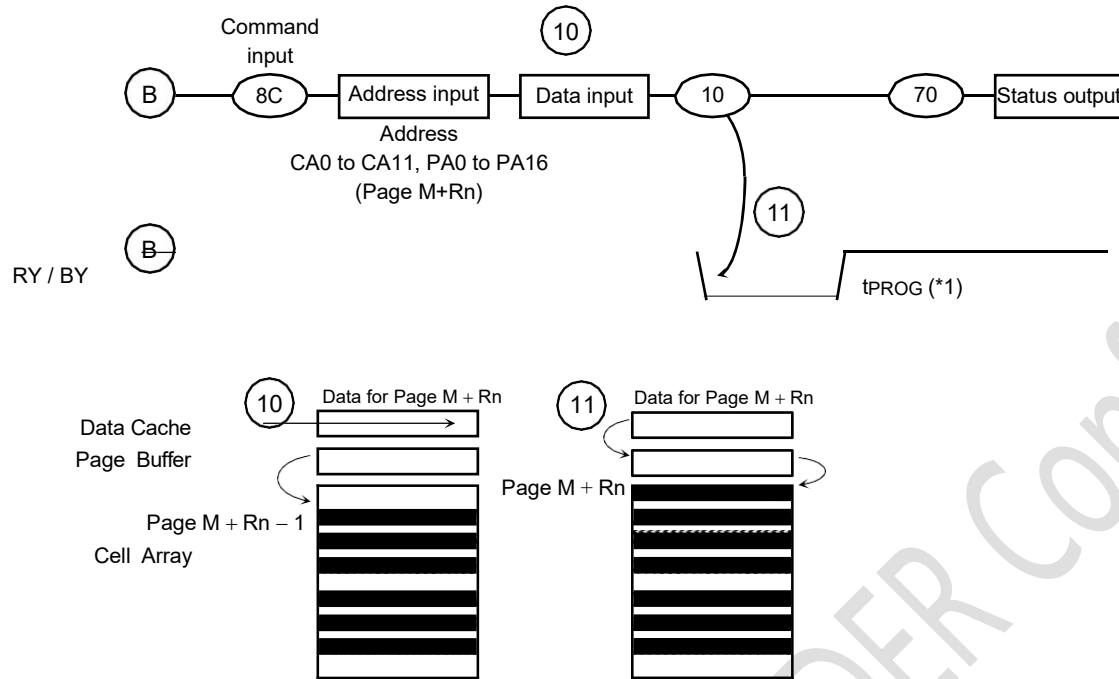 Command
input
10
B
8C
Address input
Data input
10
70
Status output
Address
CA0 to CA11, PA0 to PA16
(Page M+Rn)
11
B
RY / BY
tPROG (*1)
10
Data for Page M + Rn
11
Data for Page M + Rn
Data Cache
Page Buffer
Page M + Rn
Page M + Rn − 1
Cell Array
DER Con